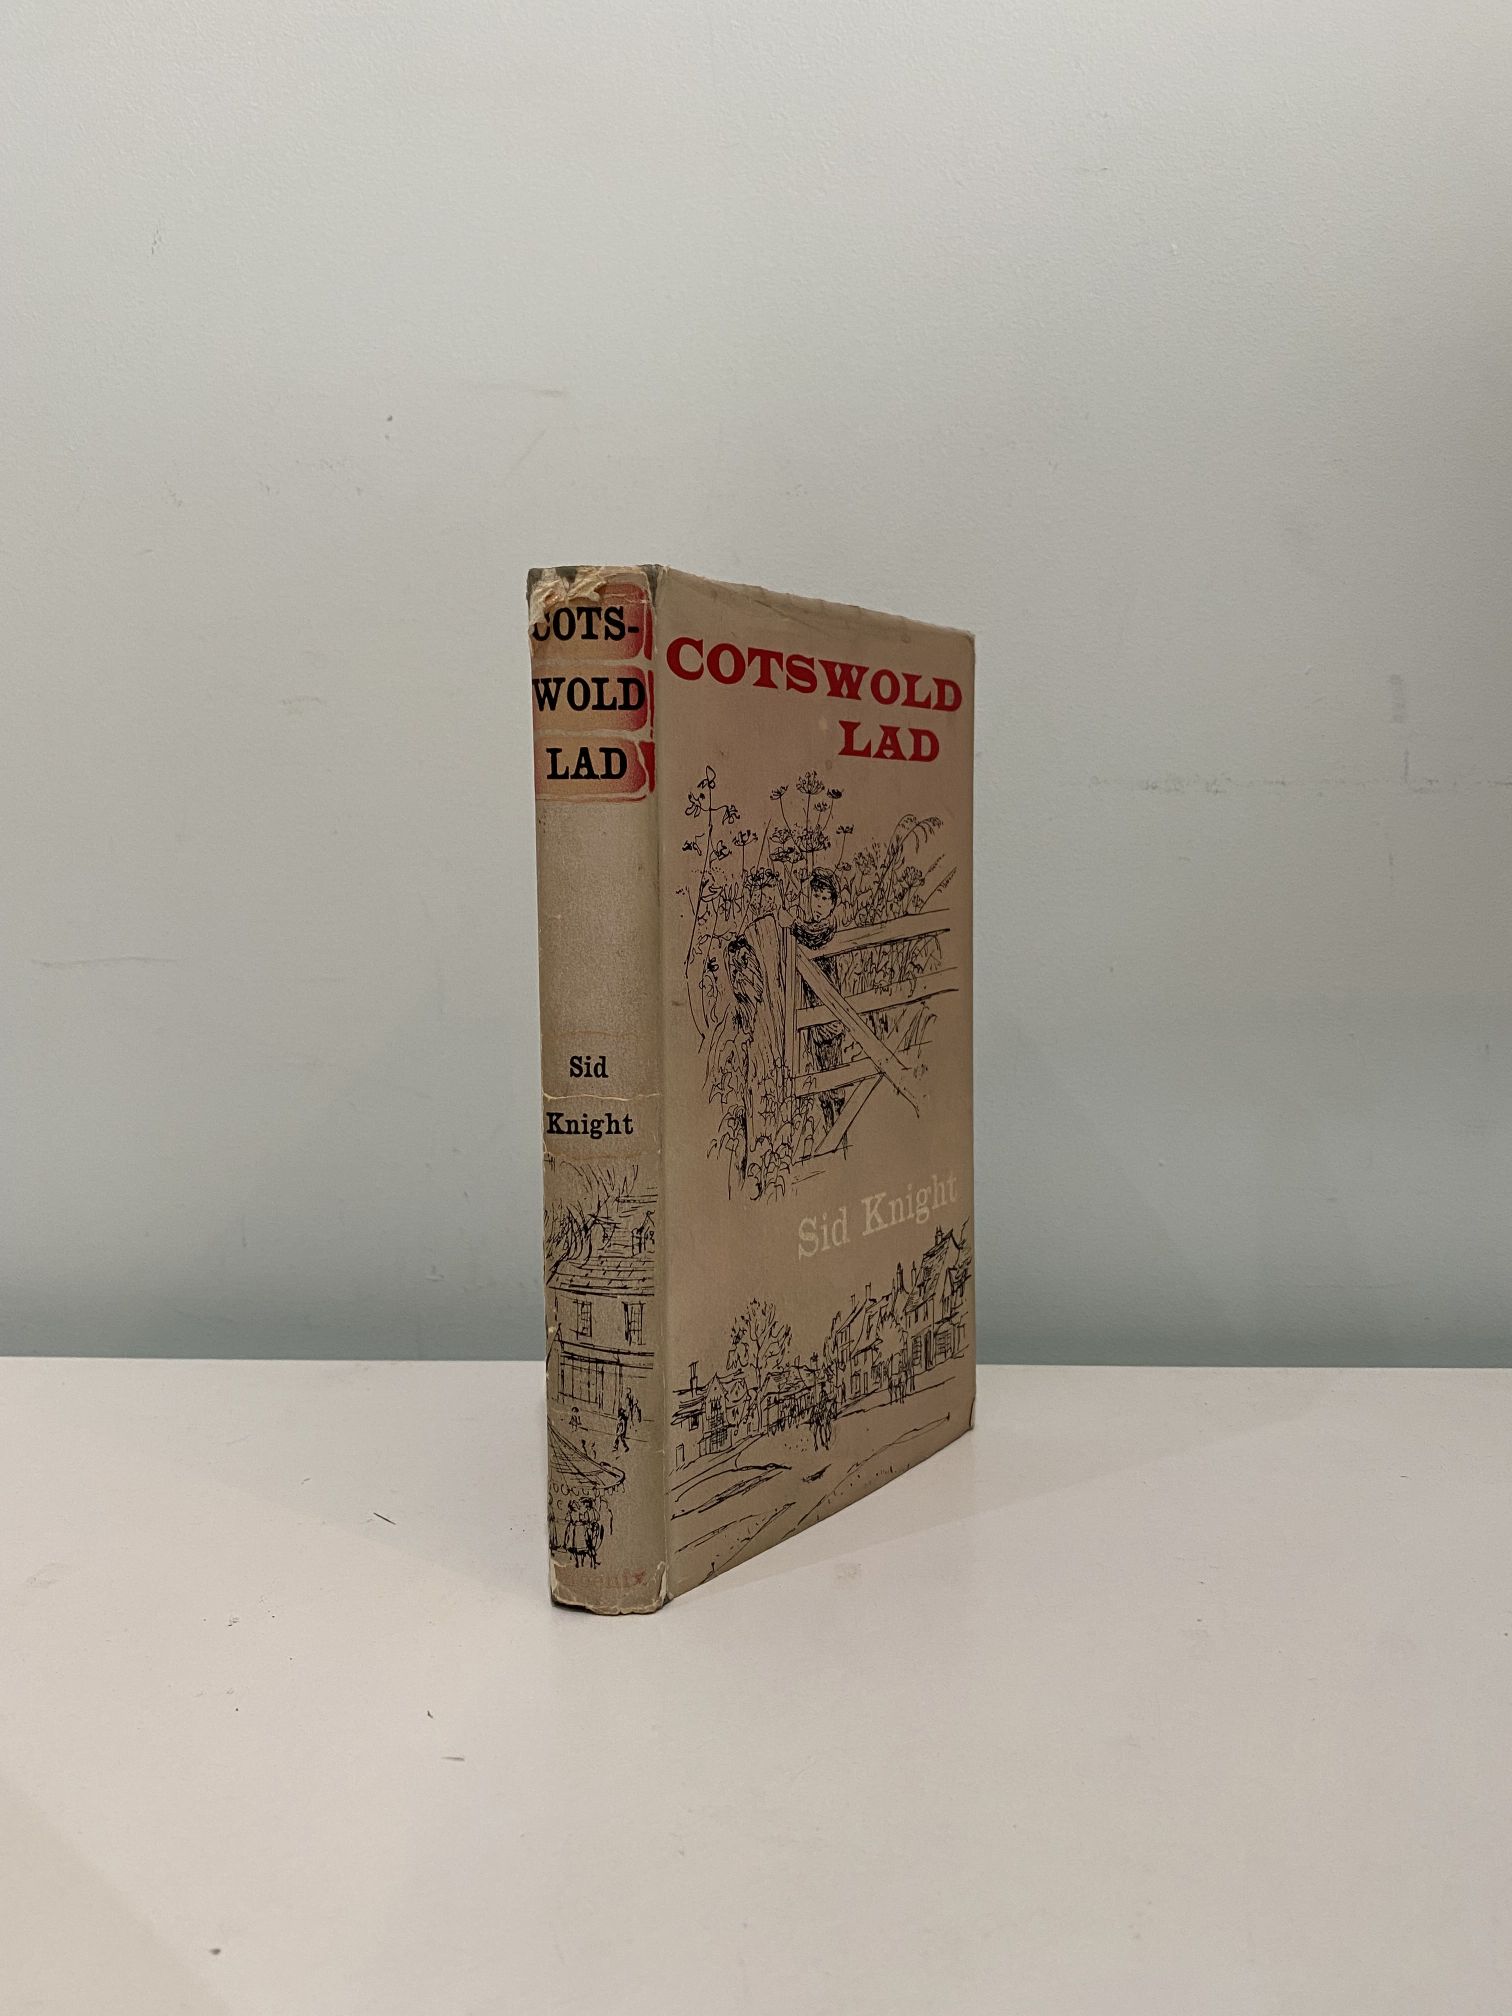 COTS-
WOLD
LAD
Sid
Knight
COTSWOLD
LAD
Sid Knight